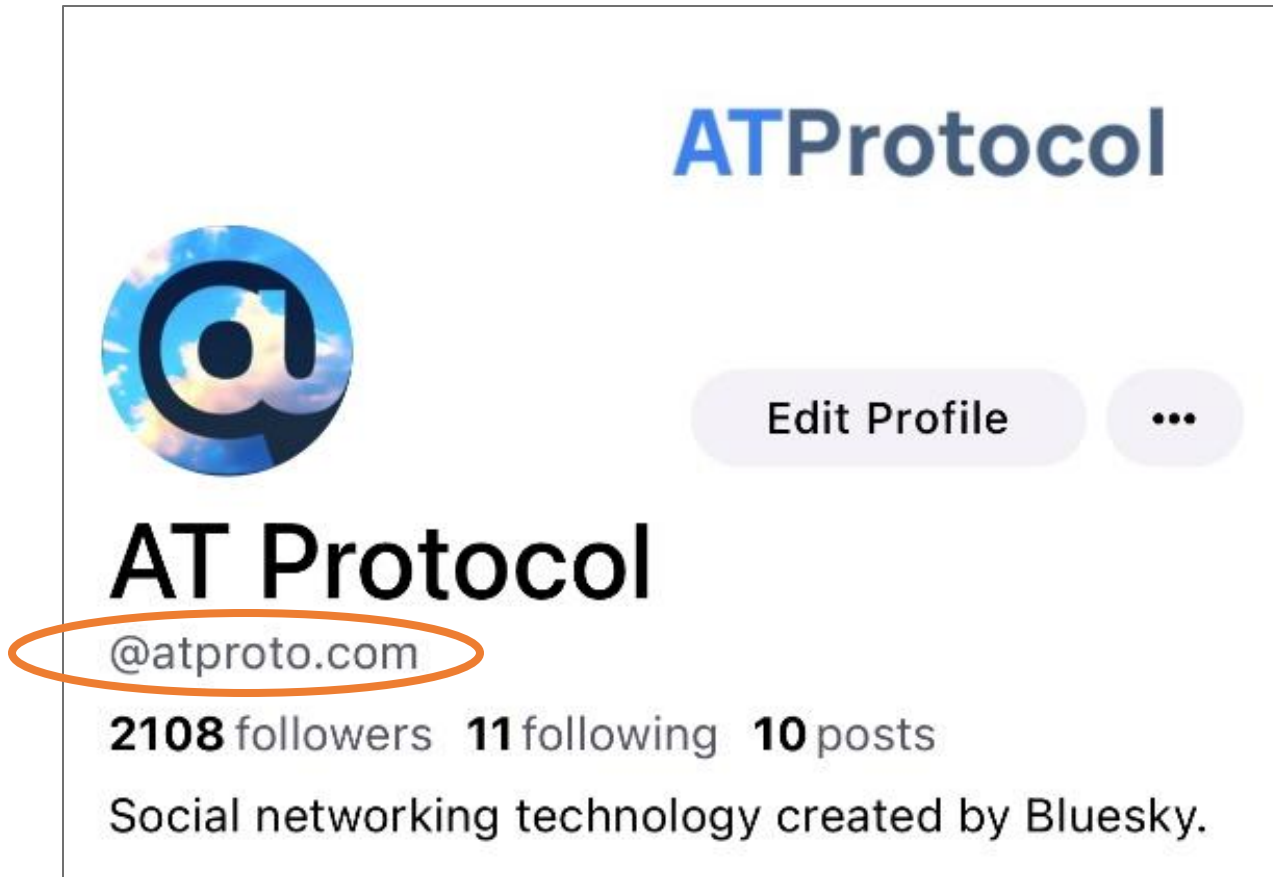 ATProtocol
@
Edit Profile •••
AT Protocol
@atproto.com
2108 followers 11 following 10 posts
Social networking technology created by Bluesky.